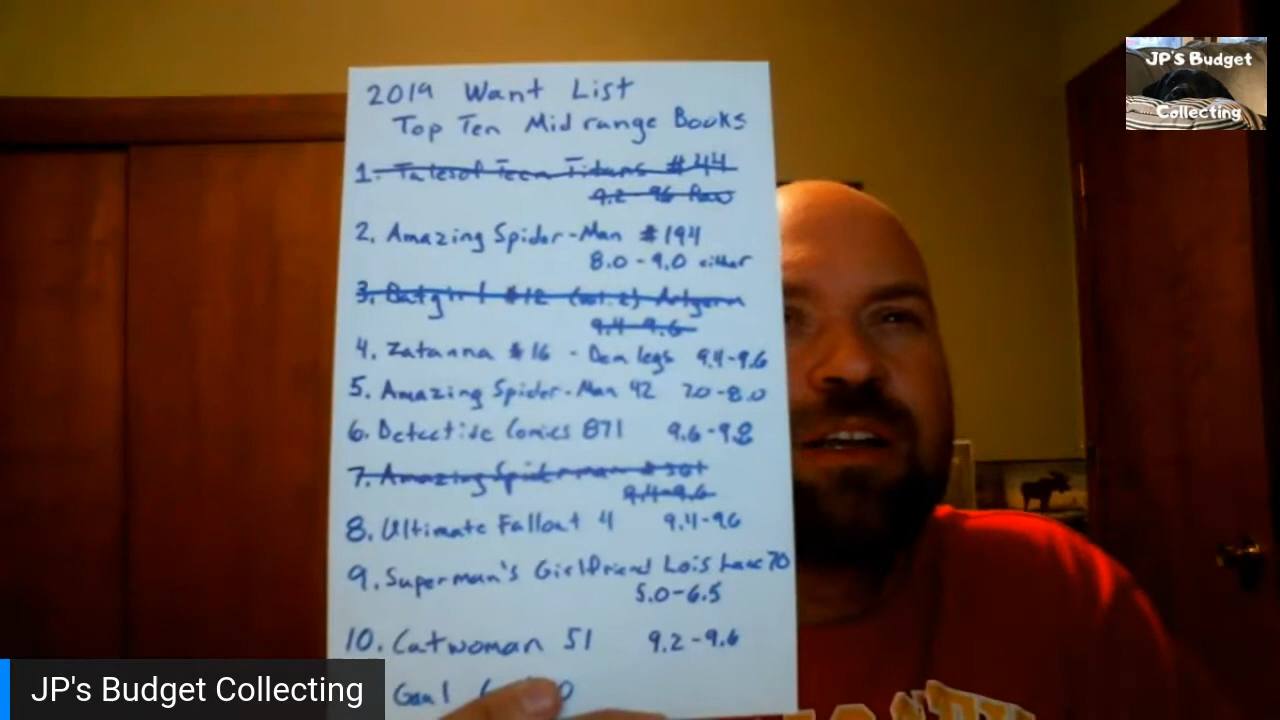 JP's Budget
Collecting
2019 Want List
Top Ten Mid range Books
1. Tales of Teen Titans #44
9.2 - 9.6 Raw
2. Amazing Spider-Man #194
8.0 - 9.0 either
3. Batgirl #12 (vol. 2) Artgerm
9.4-9.6
4. Zatanna #16 - Dem legs 9.4-9.6
5. Amazing Spider-Man 42 7.0-8.0
6. Detective Comics 871 9.6-9.8
7. Amazing Spiderman #301
9.4-9.6
8. Ultimate Fallout 4 9.4-9.6
9. Superman's Girlfriend Lois Lane 70
5.0-6.5
10. Catwoman 51 9.2-9.6
Goal
JP's Budget Collecting